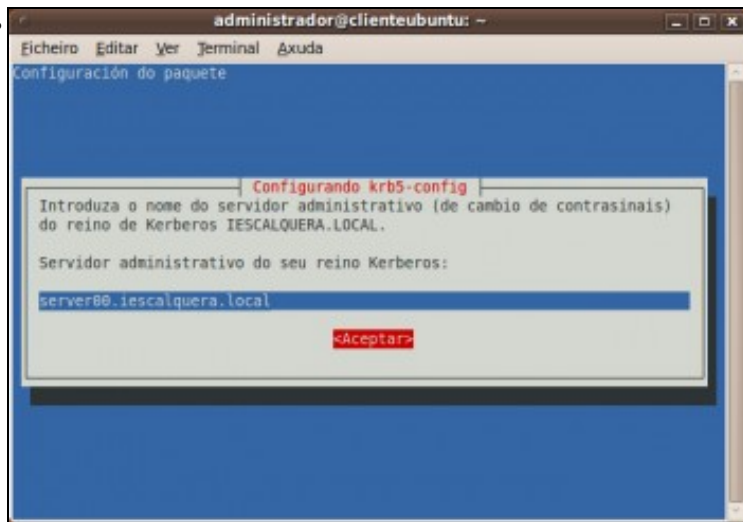 administrador@clienteubuntu: ~
Ficheiro Editar Ver Terminal Axuda
Configuración do paquete
Configurando krb5-config
Introduza o nome do servidor administrativo (de cambio de contrasinais)
do reino de Kerberos IESCALQUERA.LOCAL.
Servidor administrativo do seu reino Kerberos:
server00.iescalquera.local
<Aceptar>